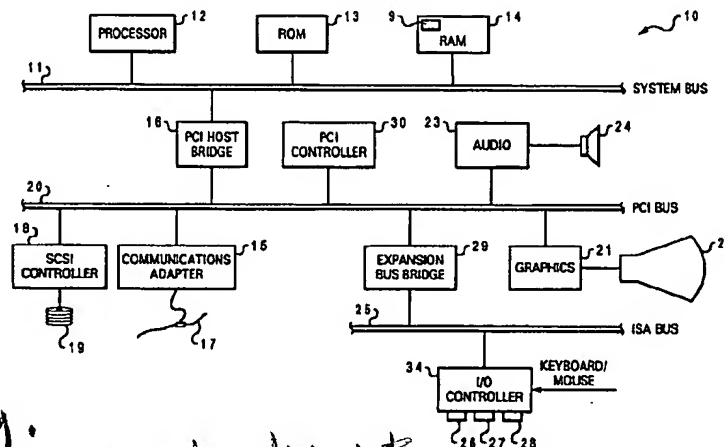 12 13 9 14 10
PROCESSOR ROM RAM
11 SYSTEM BUS
16 30 23 24
PCI HOST BRIDGE PCI CONTROLLER AUDIO
20 PCI BUS
18 15 29 21 2
SCSI CONTROLLER COMMUNICATIONS ADAPTER EXPANSION BUS BRIDGE GRAPHICS
19 17 25 ISA BUS
34 KEYBOARD/
I/O CONTROLLER MOUSE
26 27 28